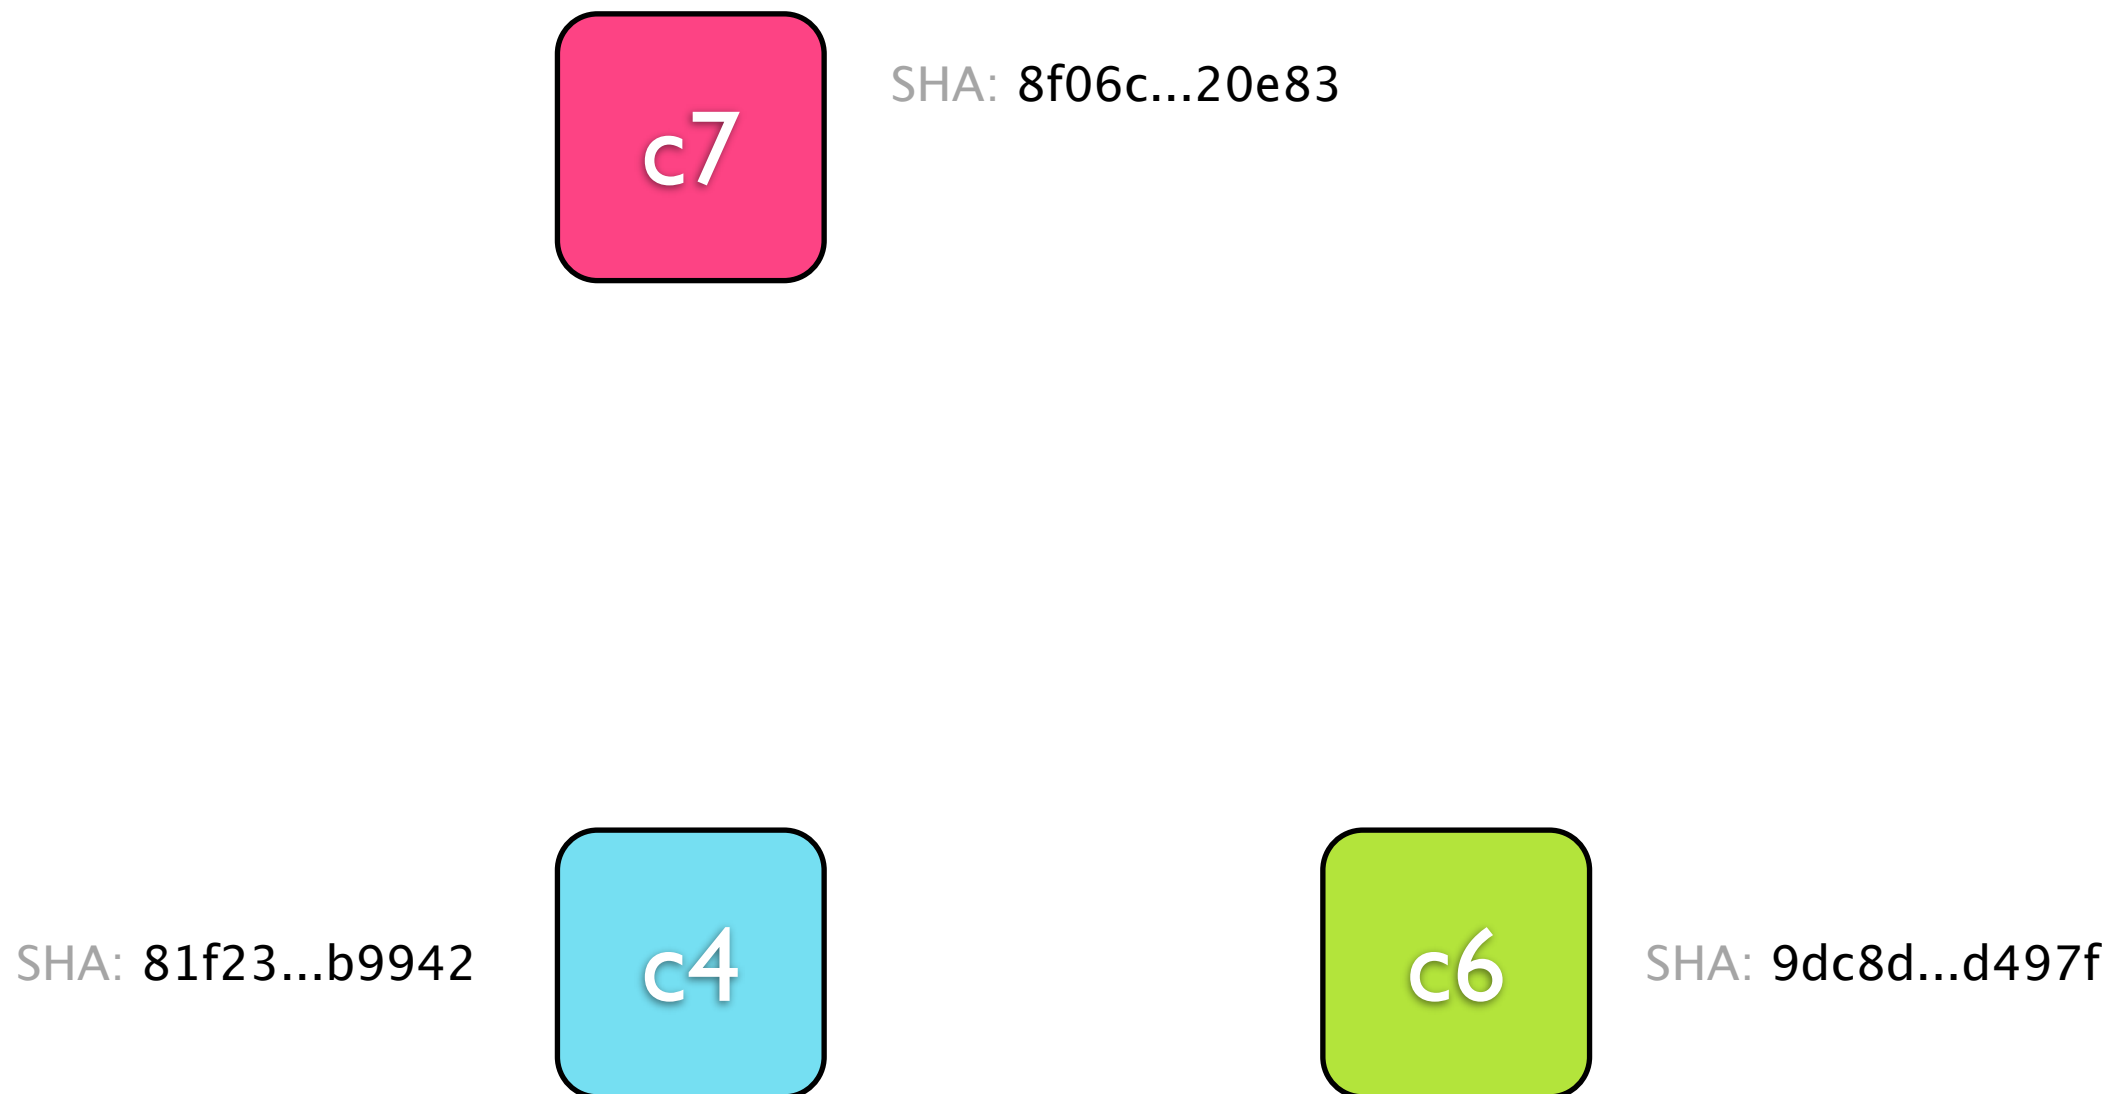 c7
SHA: 8f06c...20e83
SHA: 81f23...b9942
c4
c6
SHA: 9dc8d...d497f